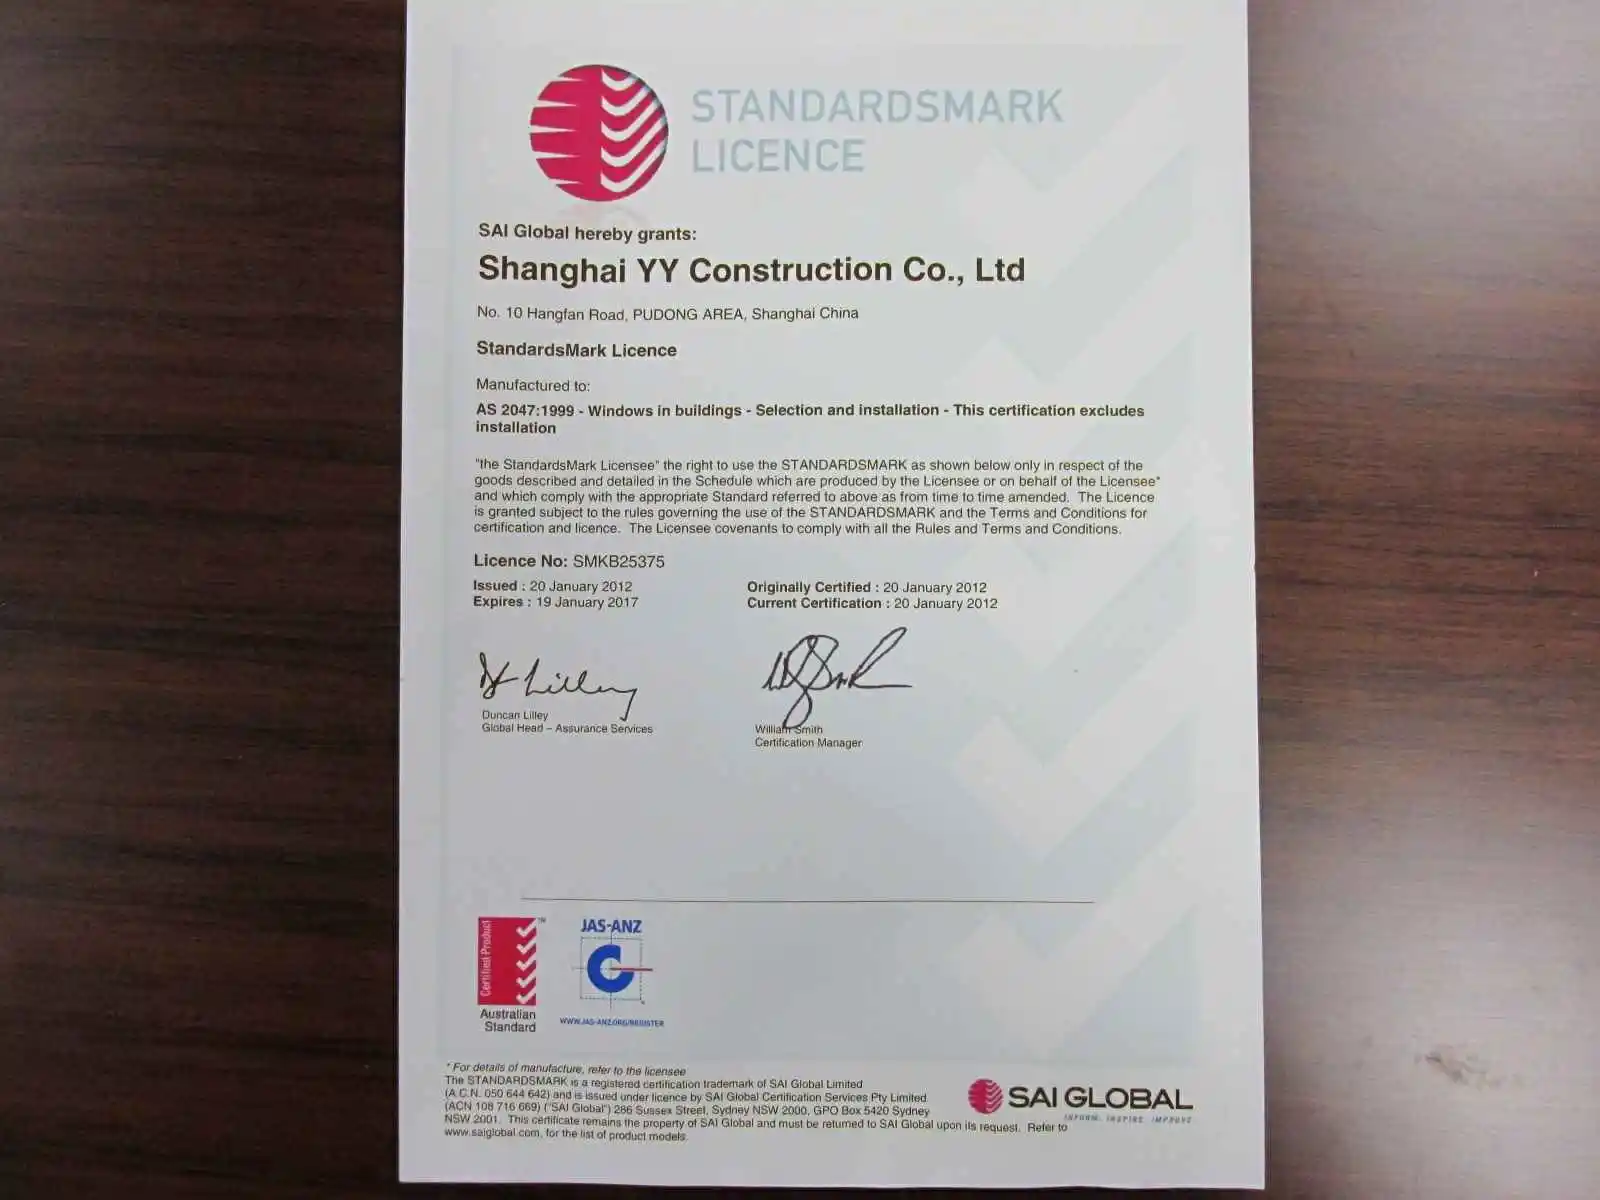 STANDARDSMARK
LICENCE
SAI Global hereby grants:
Shanghai YY Construction Co., Ltd
No. 10 Hangfan Road, PUDONG AREA, Shanghai China
StandardsMark Licence
Manufactured to:
AS 2047:1999 - Windows in buildings - Selection and installation - This certification excludes
installation
"the StandardsMark Licensee" the right to use the STANDARDSMARK as shown below only in respect of the
goods described and detailed in the Schedule which are produced by the Licensee or on behalf of the Licensee*
and which comply with the appropriate Standard referred to above as from time to time amended. The Licence
is granted subject to the rules governing the use of the STANDARDSMARK and the Terms and Conditions for
certification and licence. The Licensee covenants to comply with all the Rules and Terms and Conditions.
Licence No: SMKB25375
Issued : 20 January 2012
Expires : 19 January 2017
Originally Certified : 20 January 2012
Current Certification : 20 January 2012
Duncan Lilley
Global Head – Assurance Services
William Smith
Certification Manager
Certified Product
TM
Australian
Standard
JAS-ANZ
WWW.JAS-ANZ.ORG/REGISTER
* For details of manufacture, refer to the licensee
The STANDARDSMARK is a registered certification trademark of SAI Global Limited
(A.C.N. 050 644 642) and is issued under licence by SAI Global Certification Services Pty Limited
(ACN 108 716 669) ("SAI Global") 286 Sussex Street, Sydney NSW 2000, GPO Box 5420 Sydney
NSW 2001. This certificate remains the property of SAI Global and must be returned to SAI Global upon its request. Refer to
www.saiglobal.com, for the list of product models.
SAI GLOBAL
INFORM. INSPIRE. IMPROVE